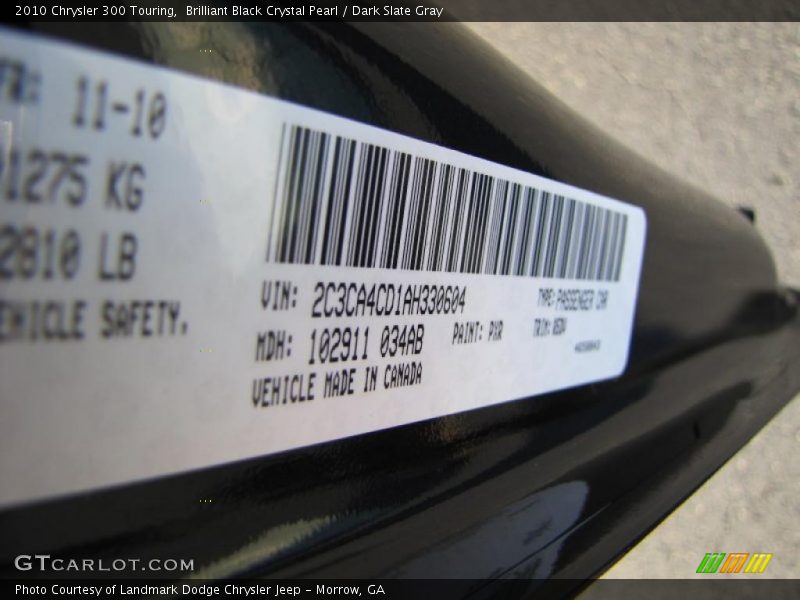 2010 Chrysler 300 Touring,  Brilliant Black Crystal Pearl / Dark Slate Gray
11-10
1275 KG
2810 LB
VEHICLE SAFETY.
VIN: 2C3CA4CD1AH330604
TYPE: PASSENGER CAR
MDH: 102911 034AB
PAINT: PXR
TRIM:
VEHICLE MADE IN CANADA
GTCARLOT.COM
Photo Courtesy of Landmark Dodge Chrysler Jeep – Morrow, GA